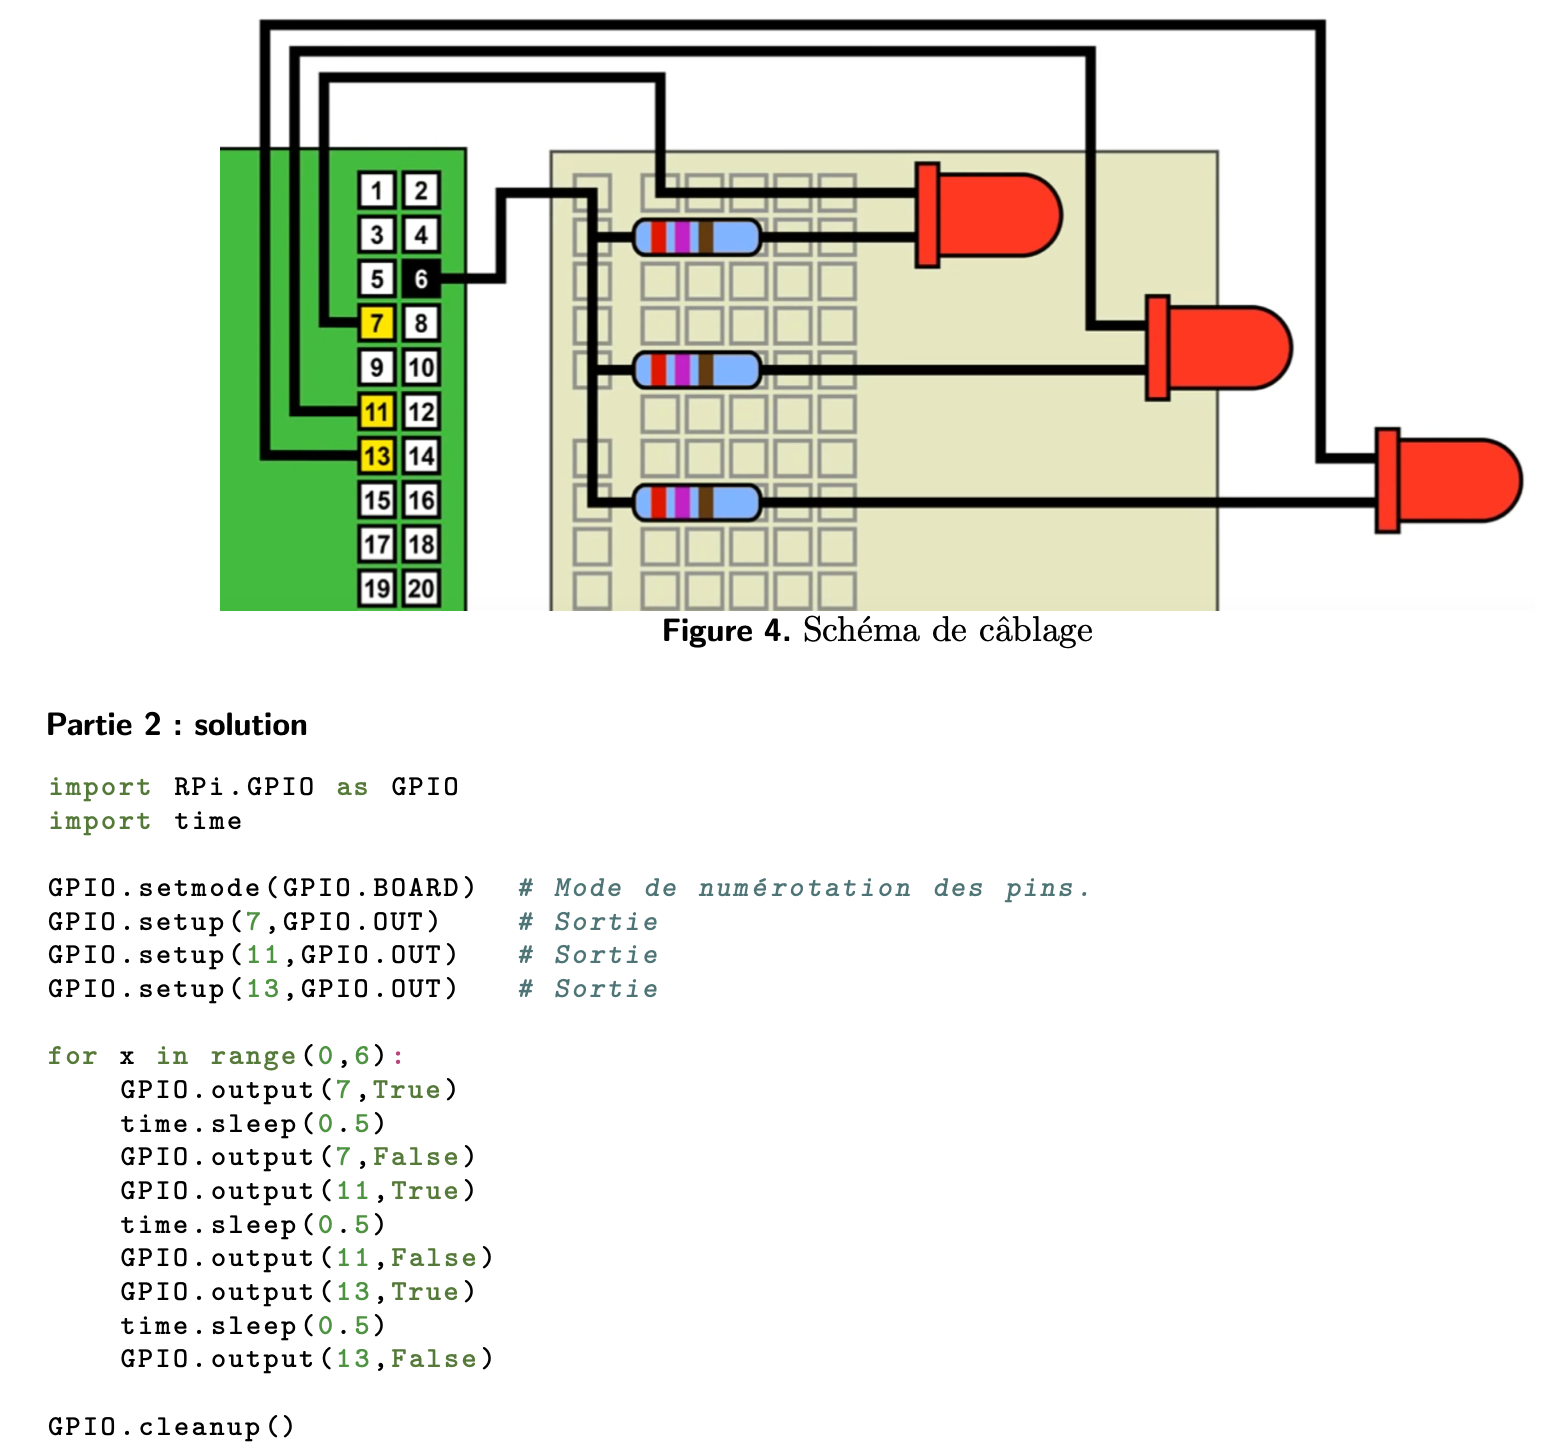 1 2
3 4
5 6
7 8
9 10
11 12
13 14
15 16
17 18
19 20
Figure 4. Schéma de câblage
Partie 2 : solution
import RPi.GPIO as GPIO
import time
GPIO.setmode(GPIO.BOARD) # Mode de numérotation des pins.
GPIO.setup(7,GPIO.OUT) # Sortie
GPIO.setup(11,GPIO.OUT) # Sortie
GPIO.setup(13,GPIO.OUT) # Sortie
for x in range(0,6):
    GPIO.output(7,True)
    time.sleep(0.5)
    GPIO.output(7,False)
    GPIO.output(11,True)
    time.sleep(0.5)
    GPIO.output(11,False)
    GPIO.output(13,True)
    time.sleep(0.5)
    GPIO.output(13,False)
GPIO.cleanup()